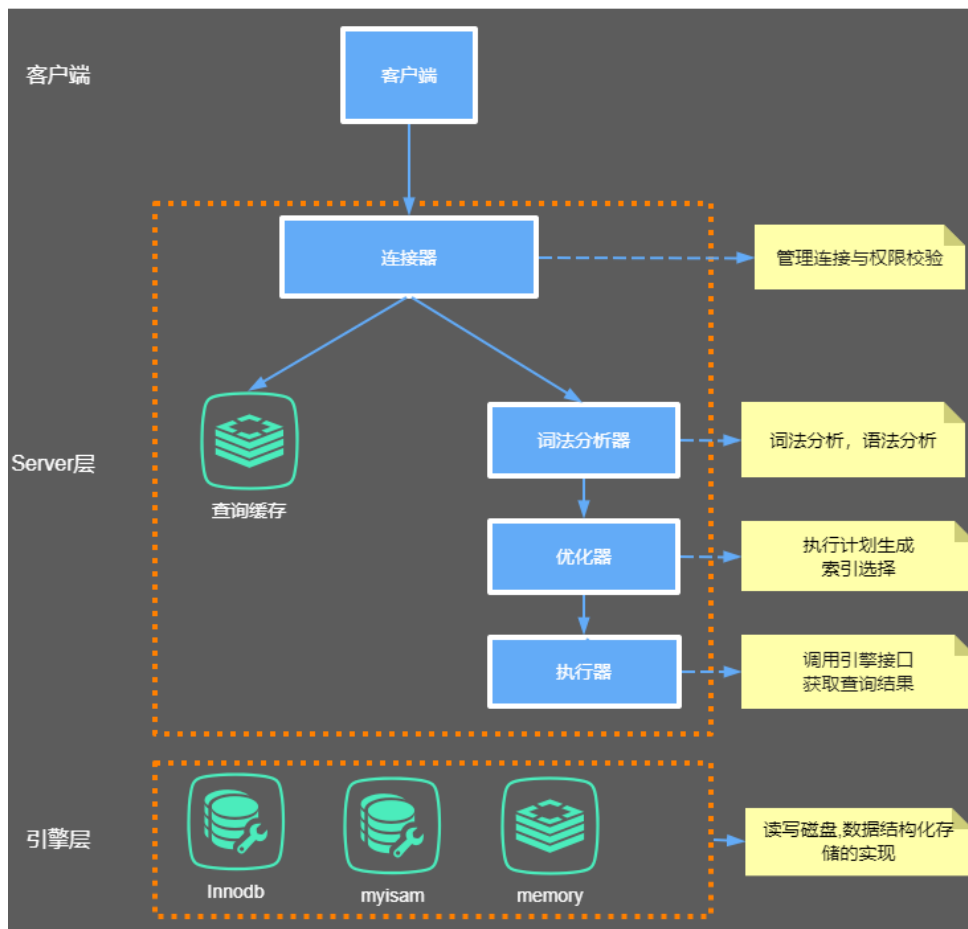 客户端
客户端
连接器
管理连接与权限校验
Server层
查询缓存
词法分析器
词法分析，语法分析
优化器
执行计划生成
索引选择
执行器
调用引擎接口
获取查询结果
引擎层
Innodb
myisam
memory
读写磁盘,数据结构化存
储的实现